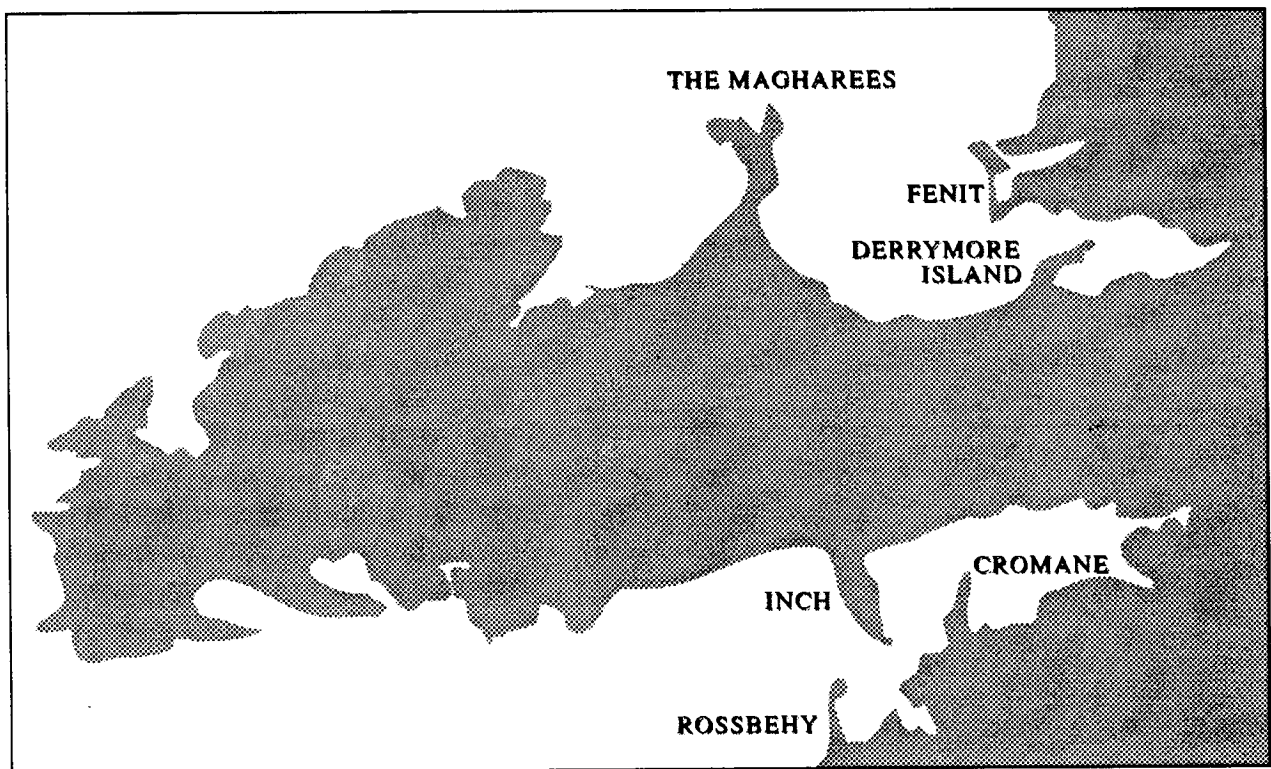 THE MAGHAREES
FENIT
DERRYMORE
ISLAND
CROMANE
INCH
ROSSBEHY